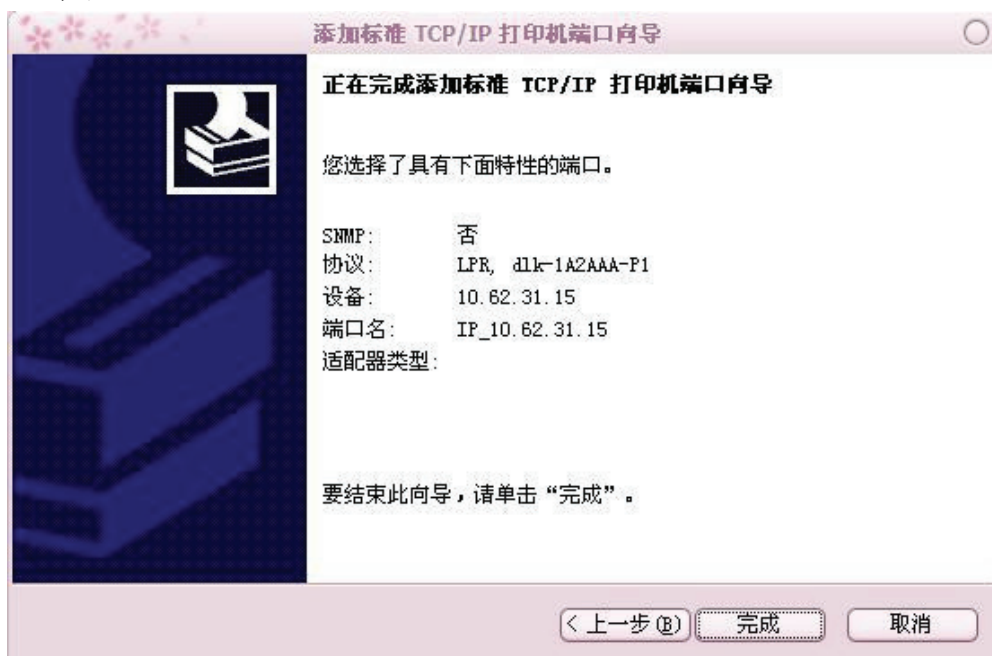 添加标准 TCP/IP 打印机端口向导
正在完成添加标准 TCP/IP 打印机端口向导
您选择了具有下面特性的端口。
SNMP: 否
协议: LPR, dlk-1A2AAA-P1
设备: 10.62.31.15
端口名: IP_10.62.31.15
适配器类型:
要结束此向导，请单击“完成”。
< 上一步(B) 完成 取消